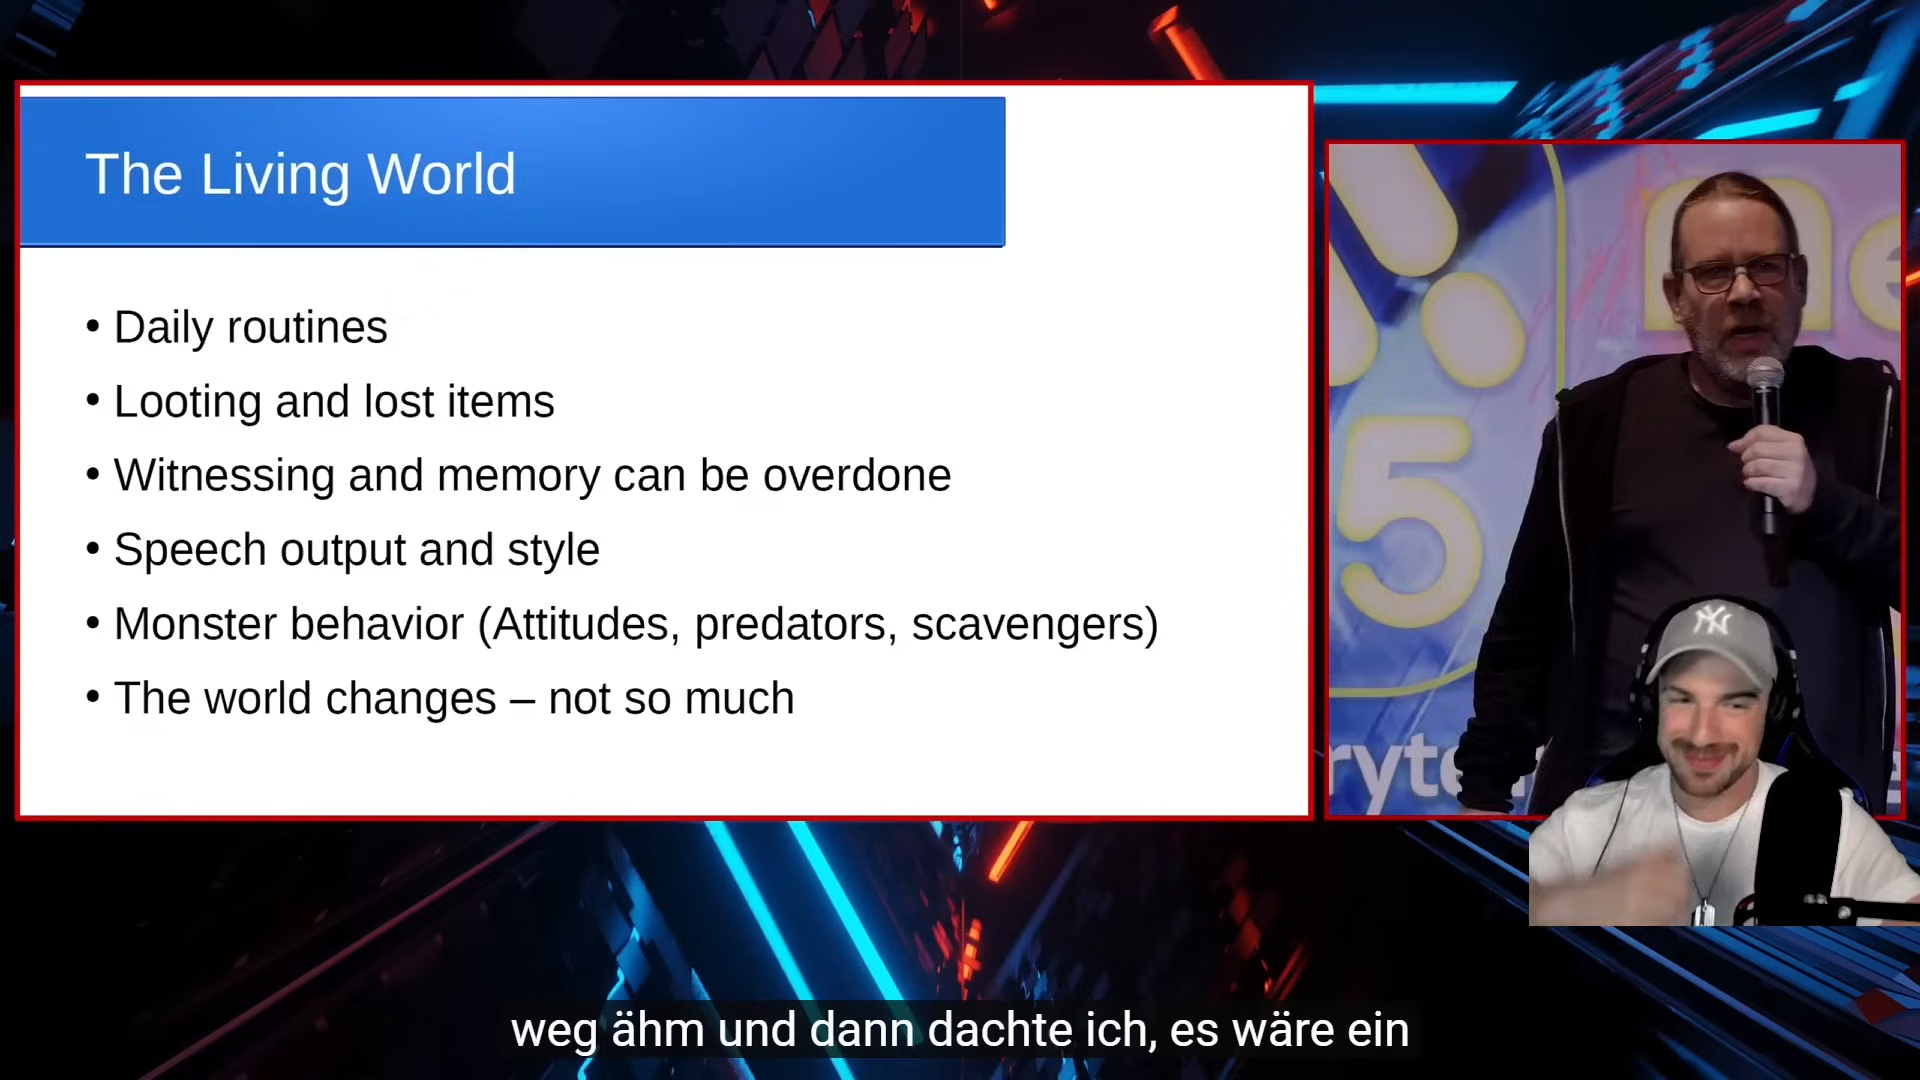 The Living World
• Daily routines
• Looting and lost items
• Witnessing and memory can be overdone
• Speech output and style
• Monster behavior (Attitudes, predators, scavengers)
• The world changes – not so much
5
NY
weg ähm und dann dachte ich, es wäre ein